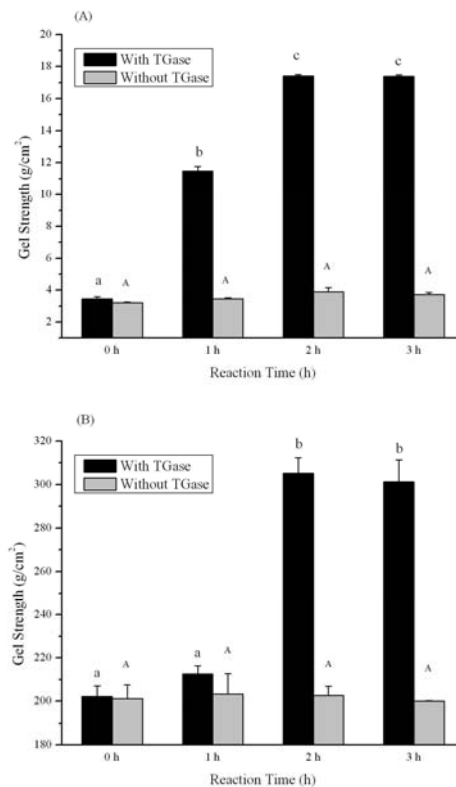 (A)
20
18
16
14
12
10
8
6
4
2
Gel Strength (g/cm²)
With TGase
Without TGase
a A
b A
c A
c A
0 h 1 h 2 h 3 h
Reaction Time (h)
(B)
320
300
280
260
240
220
200
180
Gel Strength (g/cm²)
With TGase
Without TGase
a A
a A
b A
b A
0 h 1 h 2 h 3 h
Reaction Time (h)